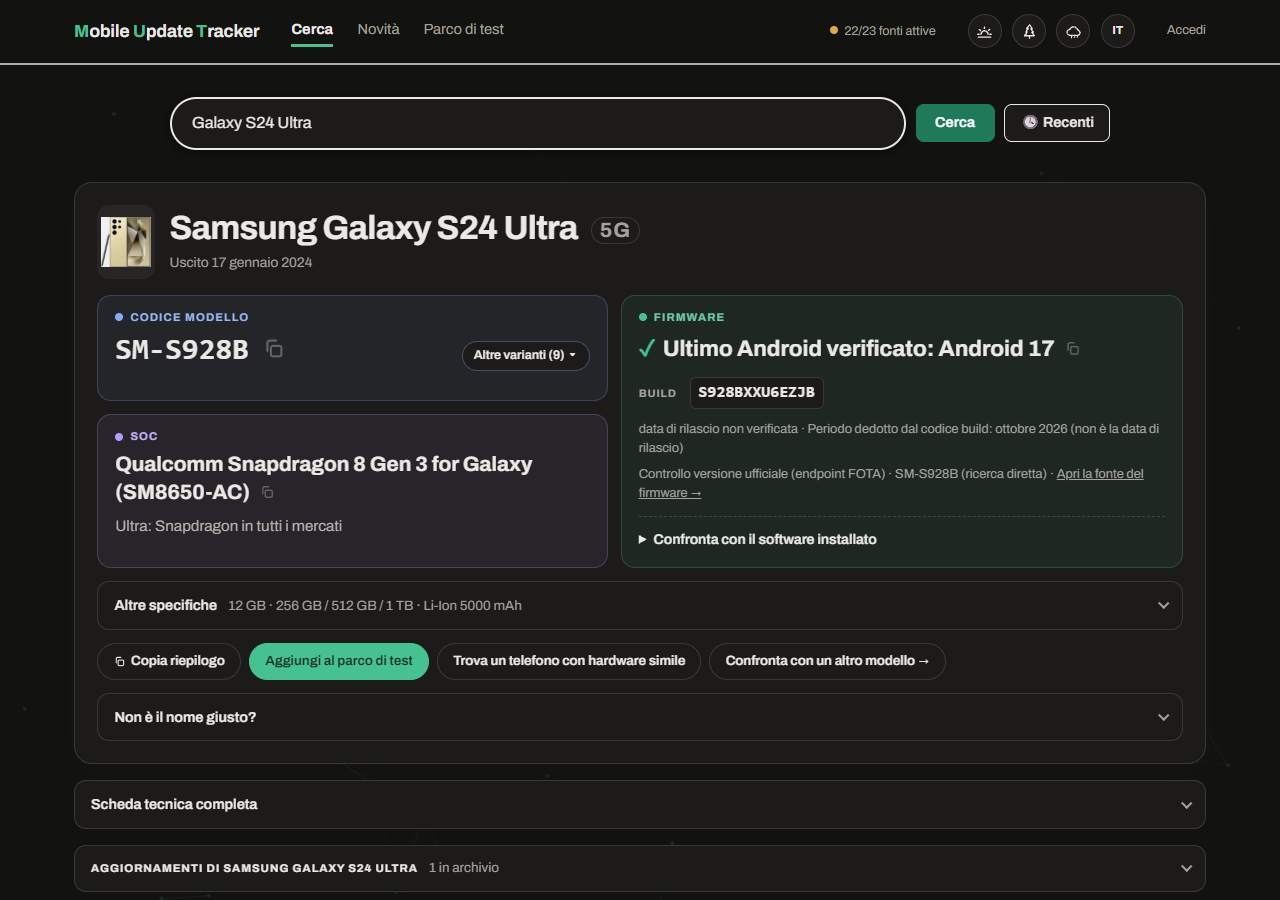 Mobile Update Tracker
Cerca
Novità
Parco di test
22/23 fonti attive
IT
Accedi
Galaxy S24 Ultra
Cerca
Recenti
Samsung Galaxy S24 Ultra 5G
Uscito 17 gennaio 2024
CODICE MODELLO
SM-S928B
Altre varianti (9)
SOC
Qualcomm Snapdragon 8 Gen 3 for Galaxy
(SM8650-AC)
Ultra: Snapdragon in tutti i mercati
FIRMWARE
✓ Ultimo Android verificato: Android 17
BUILD S928BXXU6EZJB
data di rilascio non verificata · Periodo dedotto dal codice build: ottobre 2026 (non è la data di
rilascio)
Controllo versione ufficiale (endpoint FOTA) · SM-S928B (ricerca diretta) · Apri la fonte del
firmware →
▶ Confronta con il software installato
Altre specifiche 12 GB · 256 GB / 512 GB / 1 TB · Li-Ion 5000 mAh
Copia riepilogo
Aggiungi al parco di test
Trova un telefono con hardware simile
Confronta con un altro modello →
Non è il nome giusto?
Scheda tecnica completa
AGGIORNAMENTI DI SAMSUNG GALAXY S24 ULTRA 1 in archivio